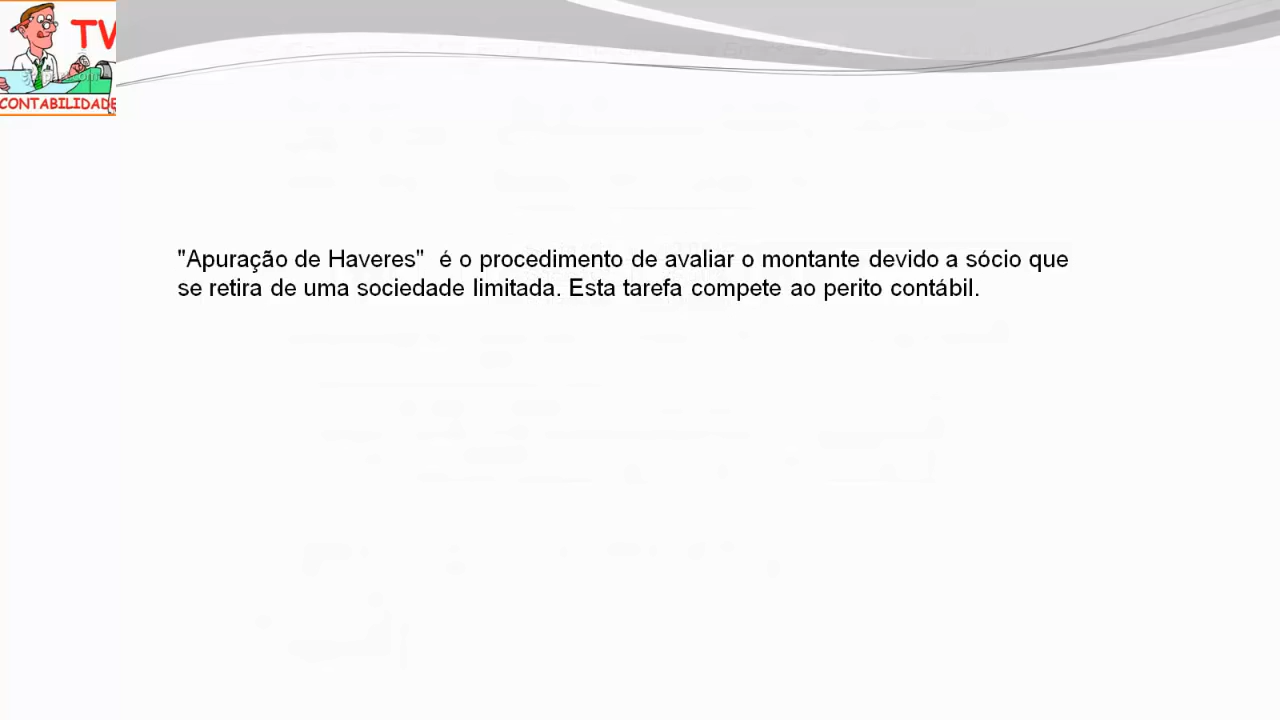 TV
CONTABILIDADE
"Apuração de Haveres"  é o procedimento de avaliar o montante devido a sócio que
se retira de uma sociedade limitada. Esta tarefa compete ao perito contábil.